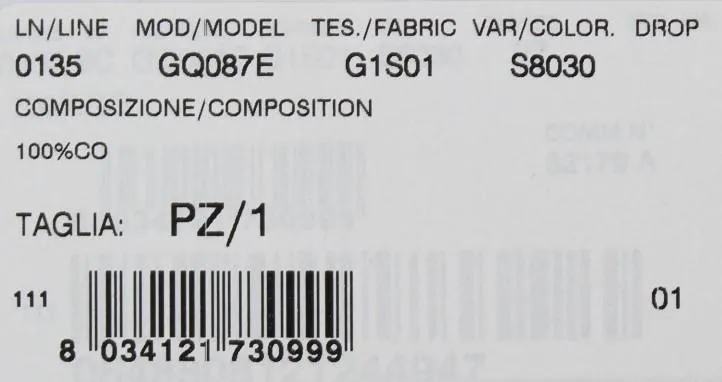 LN/LINE MOD/MODEL TES./FABRIC VAR/COLOR. DROP
0135 GQ087E G1S01 S8030
COMPOSIZIONE/COMPOSITION
100%CO
TAGLIA: PZ/1
111
01
8 034121 730999